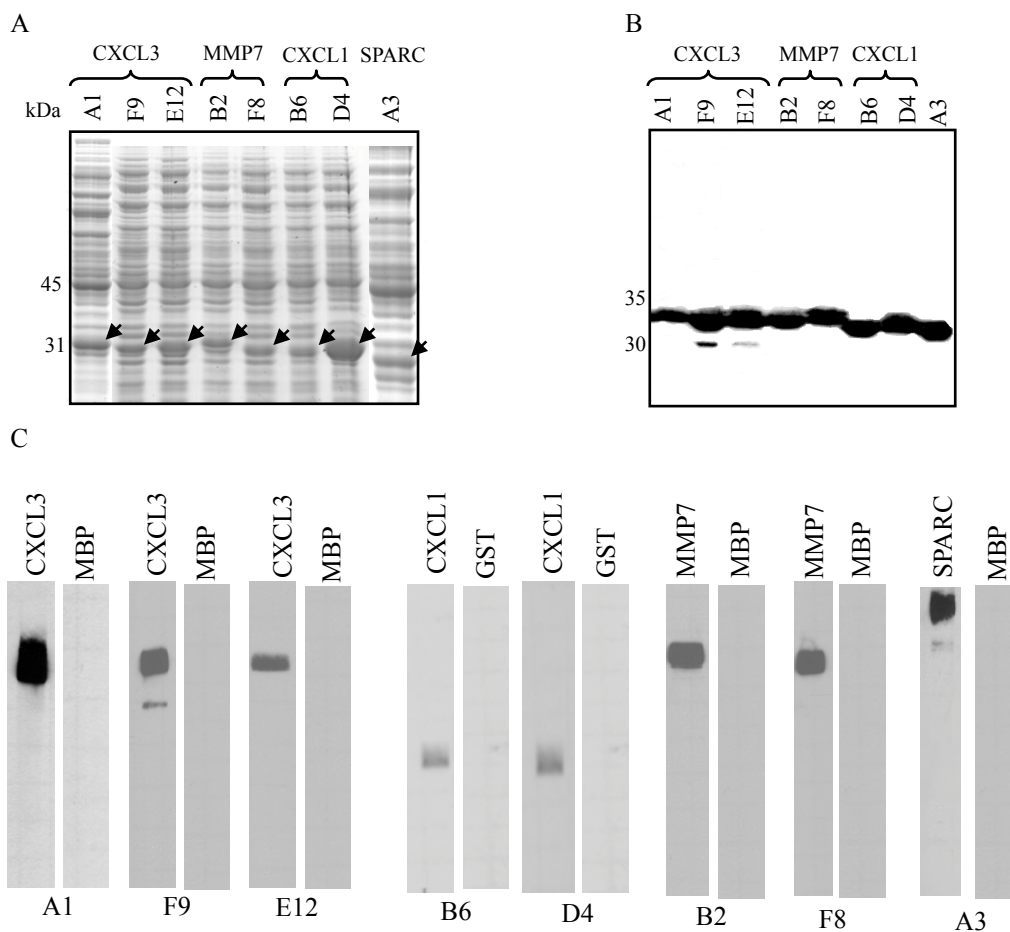 A
CXCL3 MMP7 CXCL1 SPARC
kDa A1 F9 E12 B2 F8 B6 D4 A3
45
31
B
CXCL3 MMP7 CXCL1
A1 F9 E12 B2 F8 B6 D4 A3
35
30
C
CXCL3 MBP CXCL3 MBP CXCL3 MBP CXCL1 GST CXCL1 GST MMP7 MBP MMP7 MBP SPARC MBP
A1 F9 E12 B6 D4 B2 F8 A3